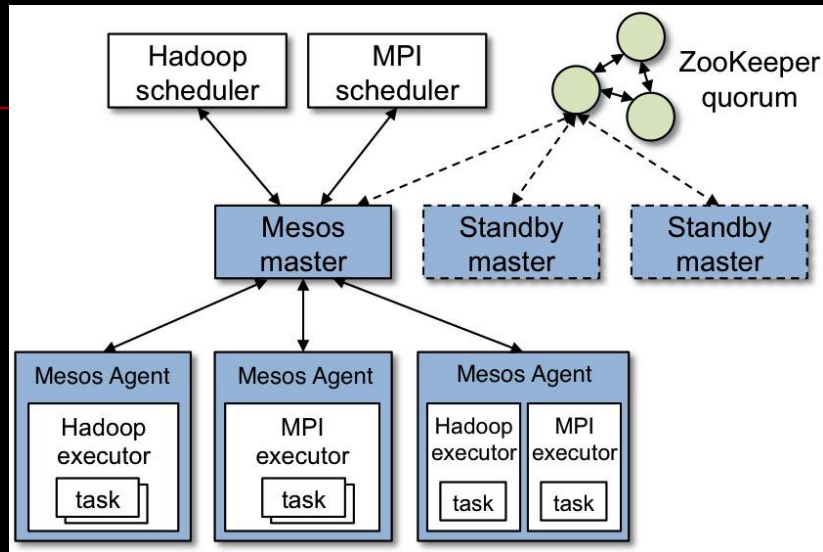 Hadoop
scheduler
MPI
scheduler
ZooKeeper
quorum
Mesos
master
Standby
master
Standby
master
Mesos Agent
Hadoop
executor
task
Mesos Agent
MPI
executor
task
Mesos Agent
Hadoop
executor
task
MPI
executor
task